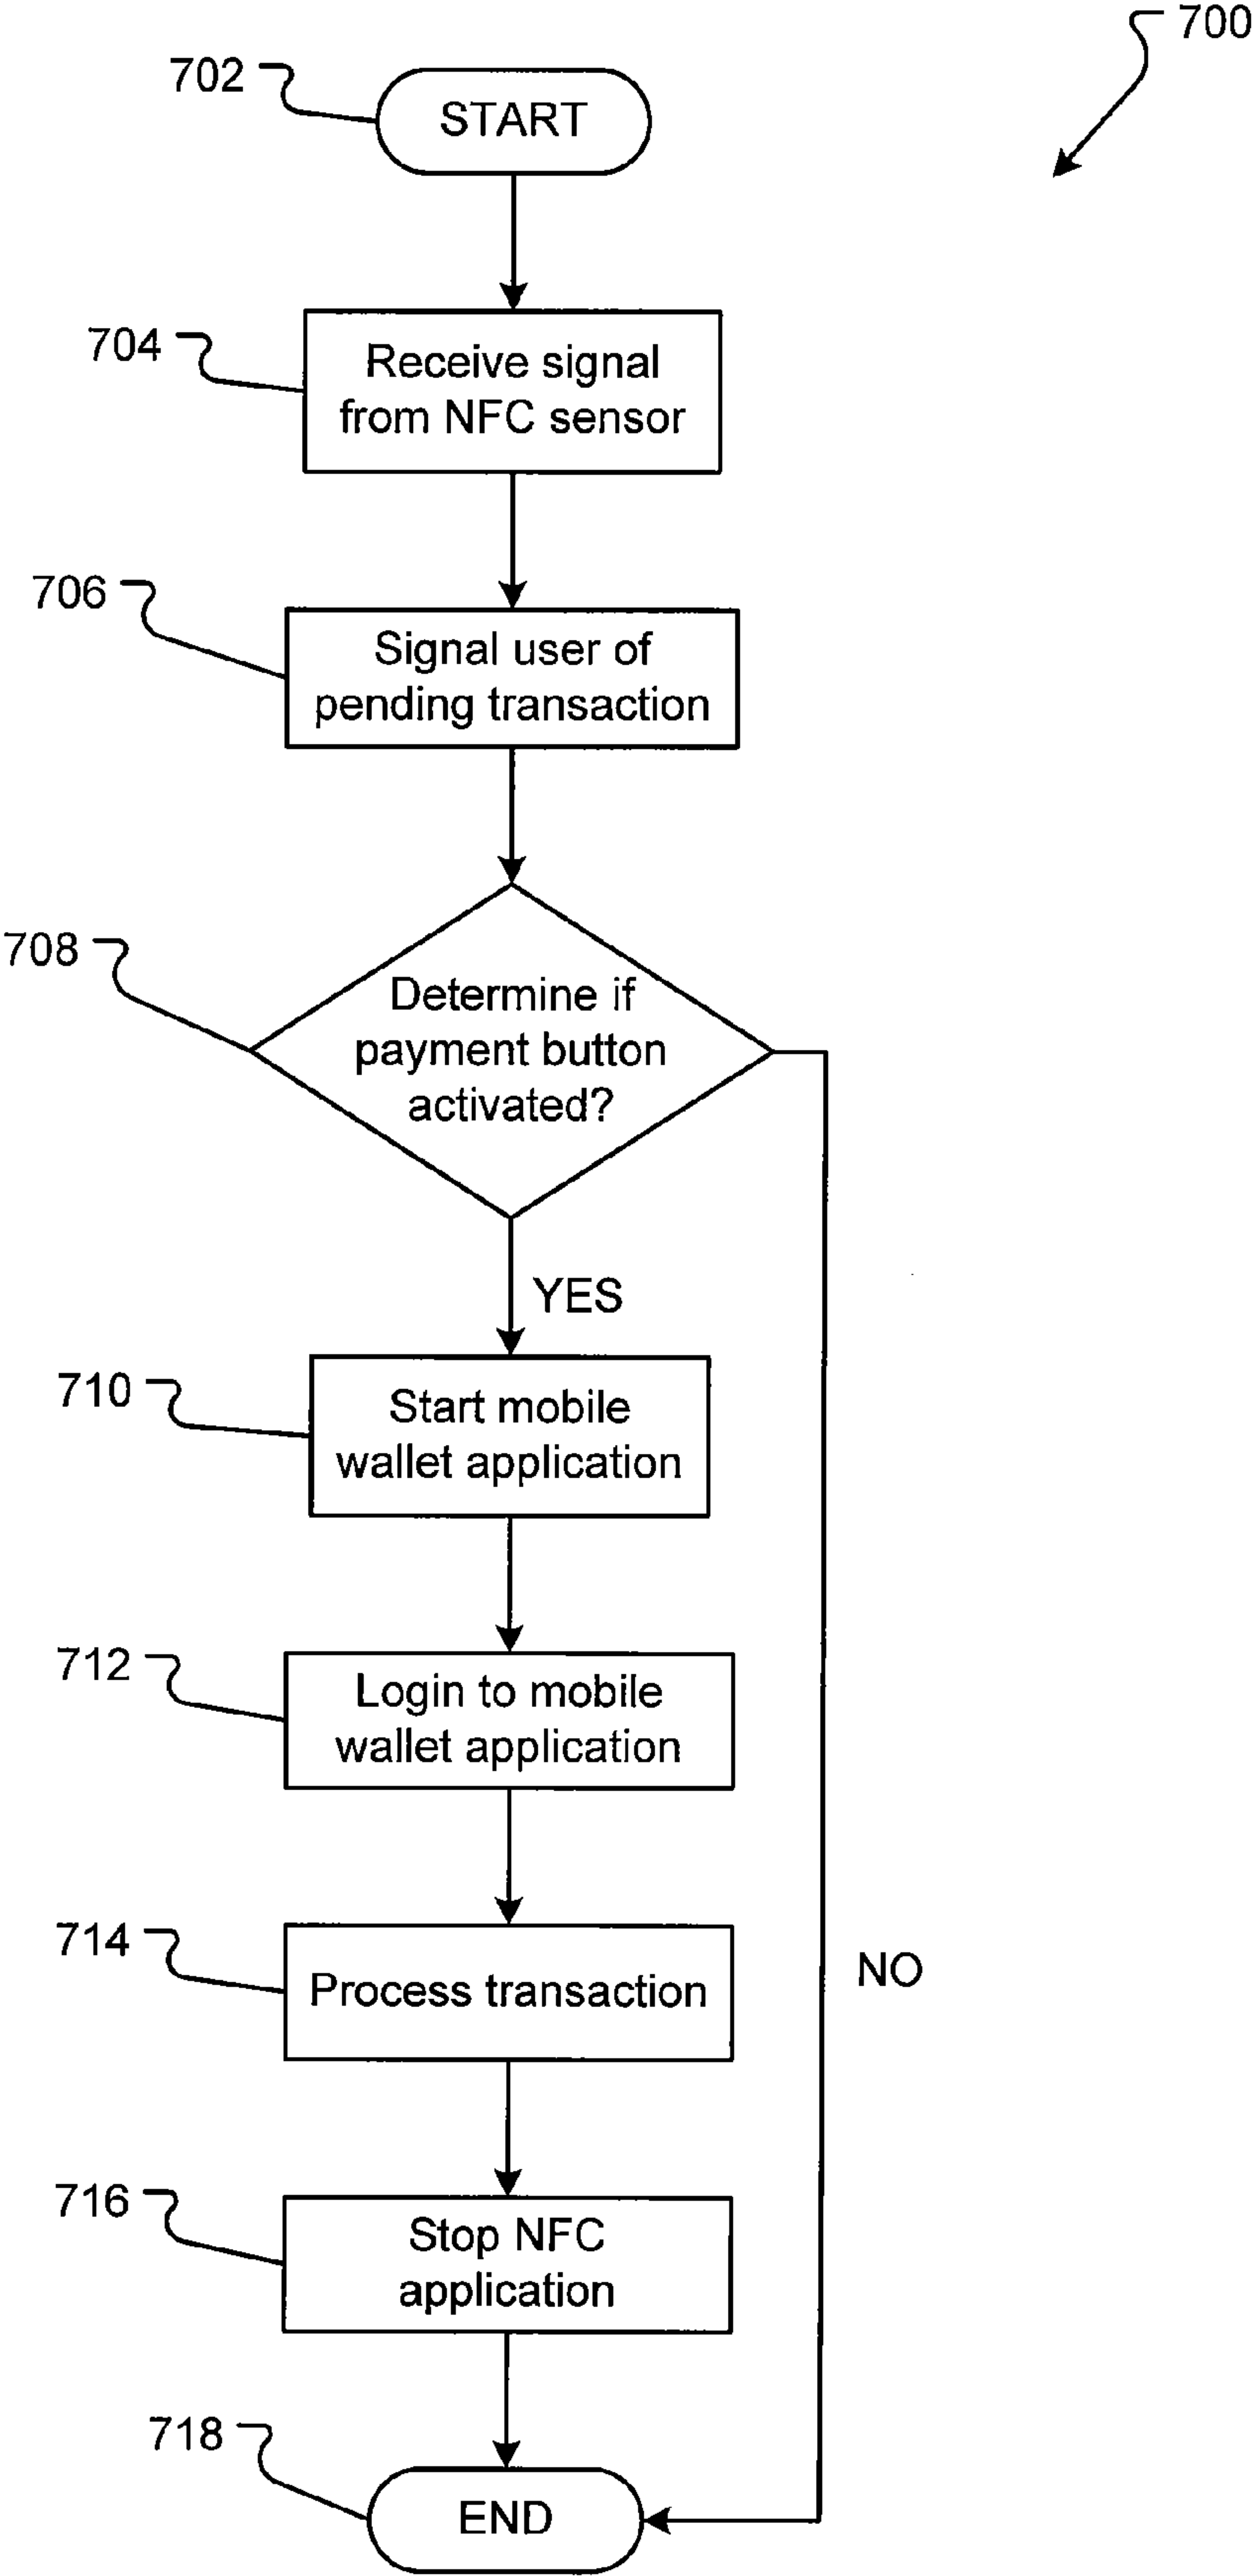 700
702
START
704
Receive signal
from NFC sensor
706
Signal user of
pending transaction
708
Determine if
payment button
activated?
YES
710
Start mobile
wallet application
712
Login to mobile
wallet application
714
Process transaction
NO
716
Stop NFC
application
718
END